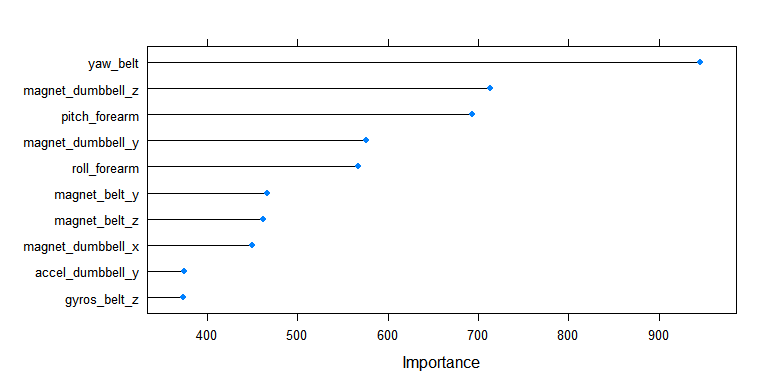 yaw_belt
magnet_dumbbell_z
pitch_forearm
magnet_dumbbell_y
roll_forearm
magnet_belt_y
magnet_belt_z
magnet_dumbbell_x
accel_dumbbell_y
gyros_belt_z
400 500 600 700 800 900
Importance